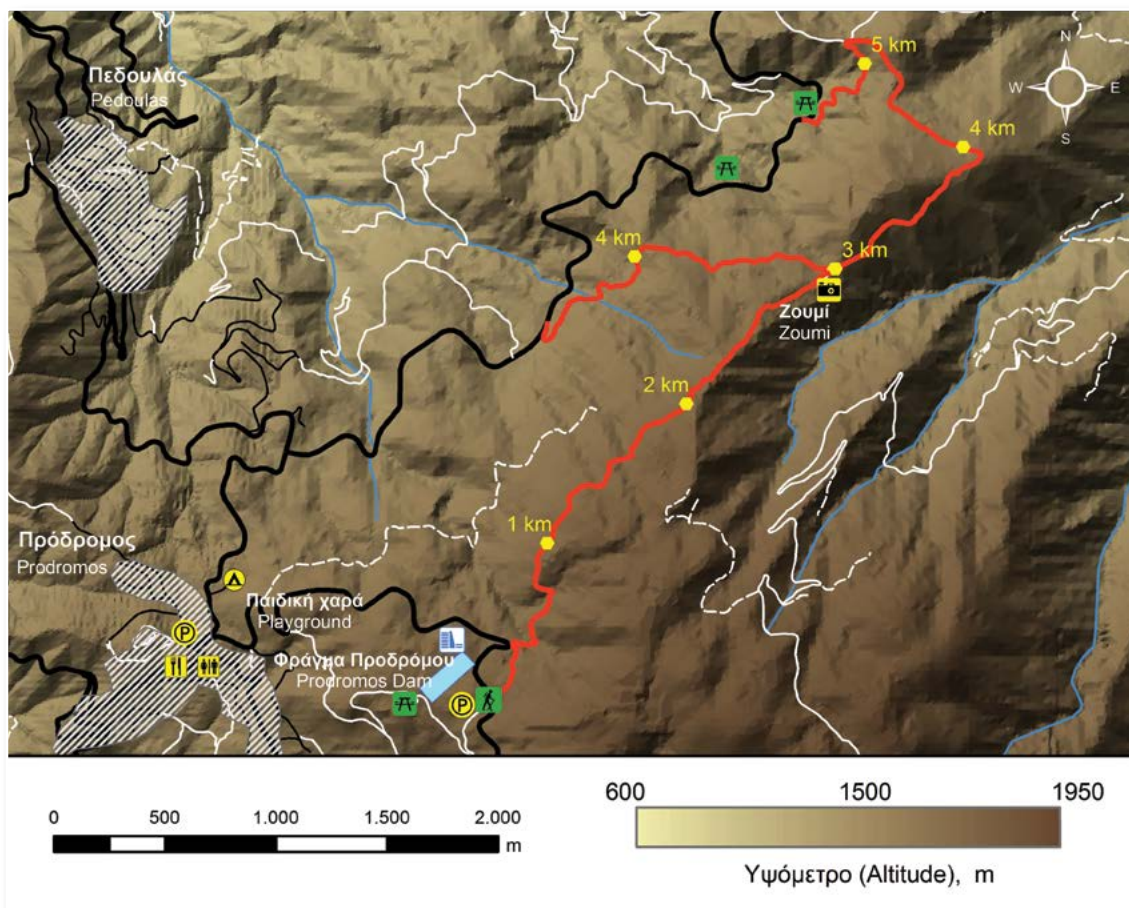 5 km
N
W
E
S
Πεδουλάς
Pedoulas
4 km
4 km
3 km
Ζουμί
Zoumi
2 km
1 km
Πρόδρομος
Prodromos
Παιδική χαρά
Playground
P
Φράγμα Προδρόμου
Prodromos Dam
P
0 500 1.000 1.500 2.000
m
600 1500 1950
Υψόμετρο (Altitude), m